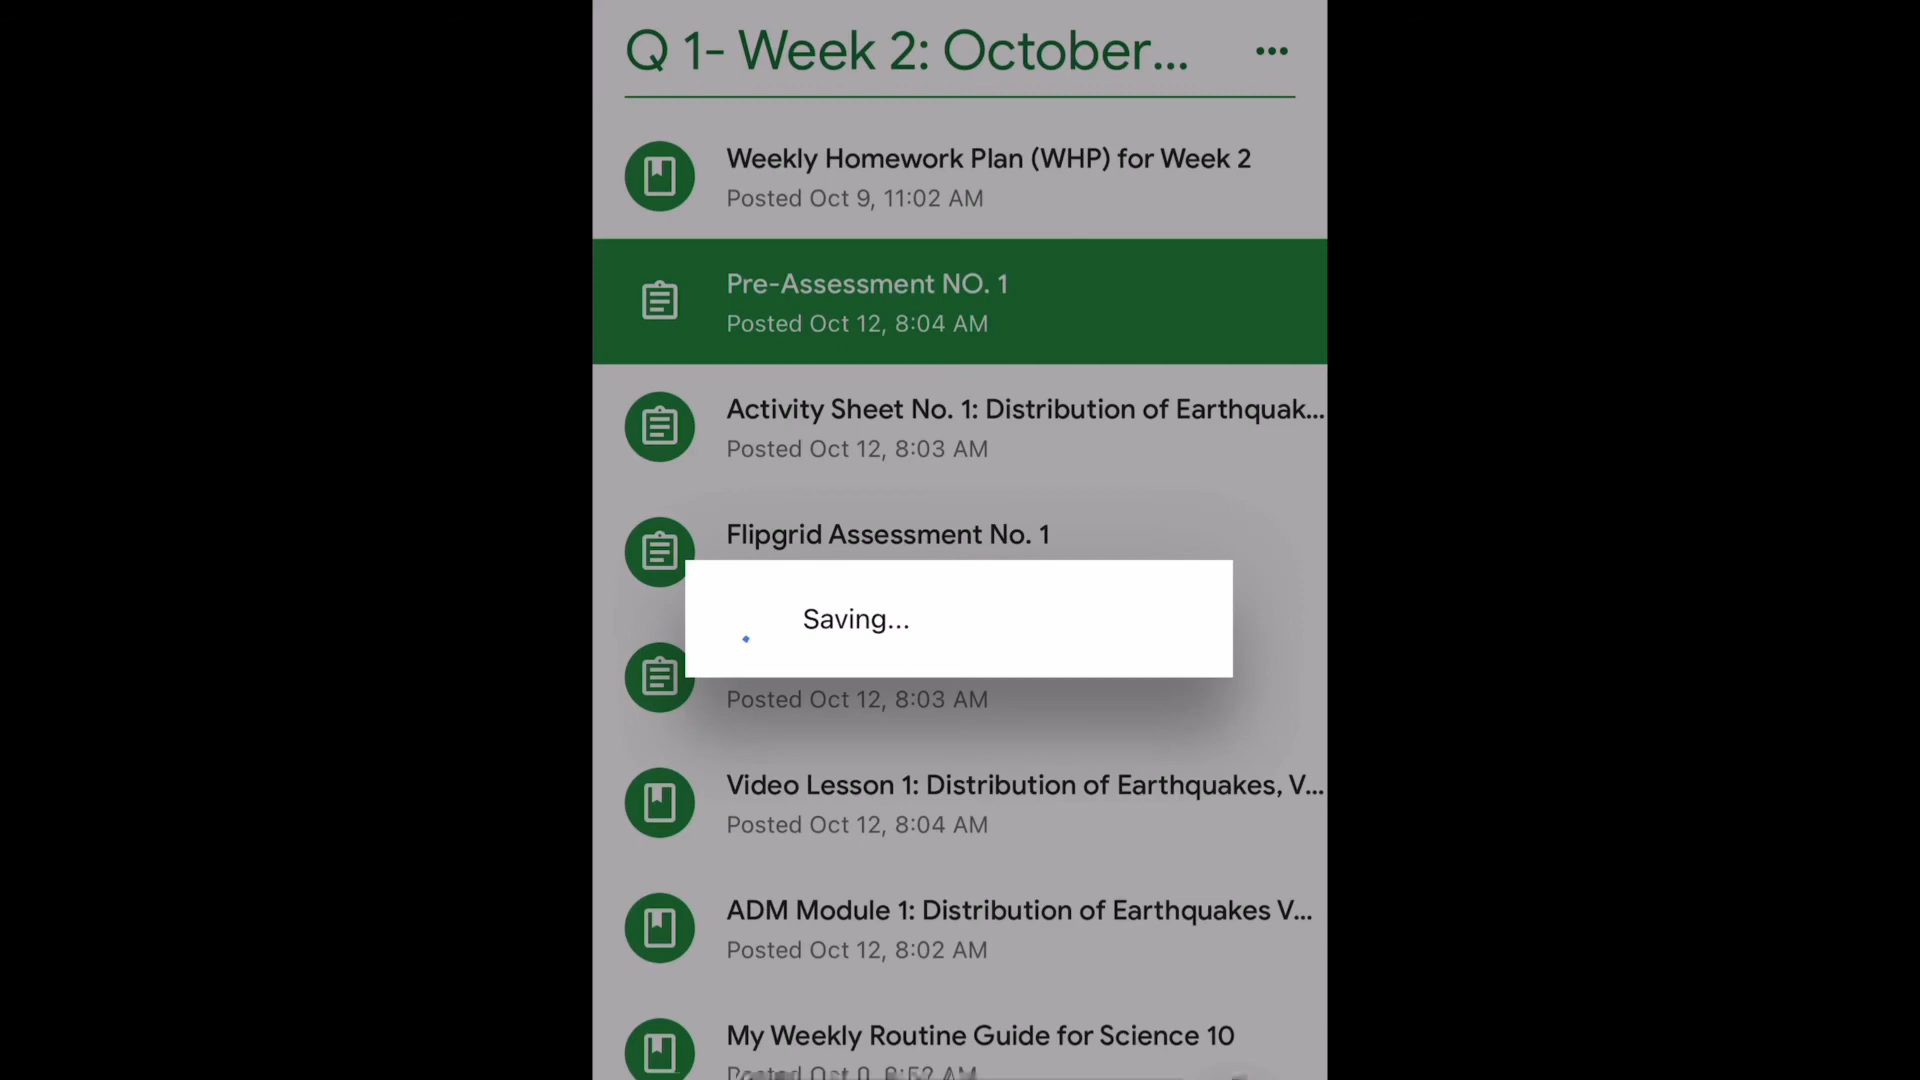 Q 1- Week 2: October...
Weekly Homework Plan (WHP) for Week 2
Posted Oct 9, 11:02 AM
Pre-Assessment NO. 1
Posted Oct 12, 8:04 AM
Activity Sheet No. 1: Distribution of Earthquak...
Posted Oct 12, 8:03 AM
Flipgrid Assessment No. 1
Saving...
Posted Oct 12, 8:03 AM
Video Lesson 1: Distribution of Earthquakes, V...
Posted Oct 12, 8:04 AM
ADM Module 1: Distribution of Earthquakes V...
Posted Oct 12, 8:02 AM
My Weekly Routine Guide for Science 10